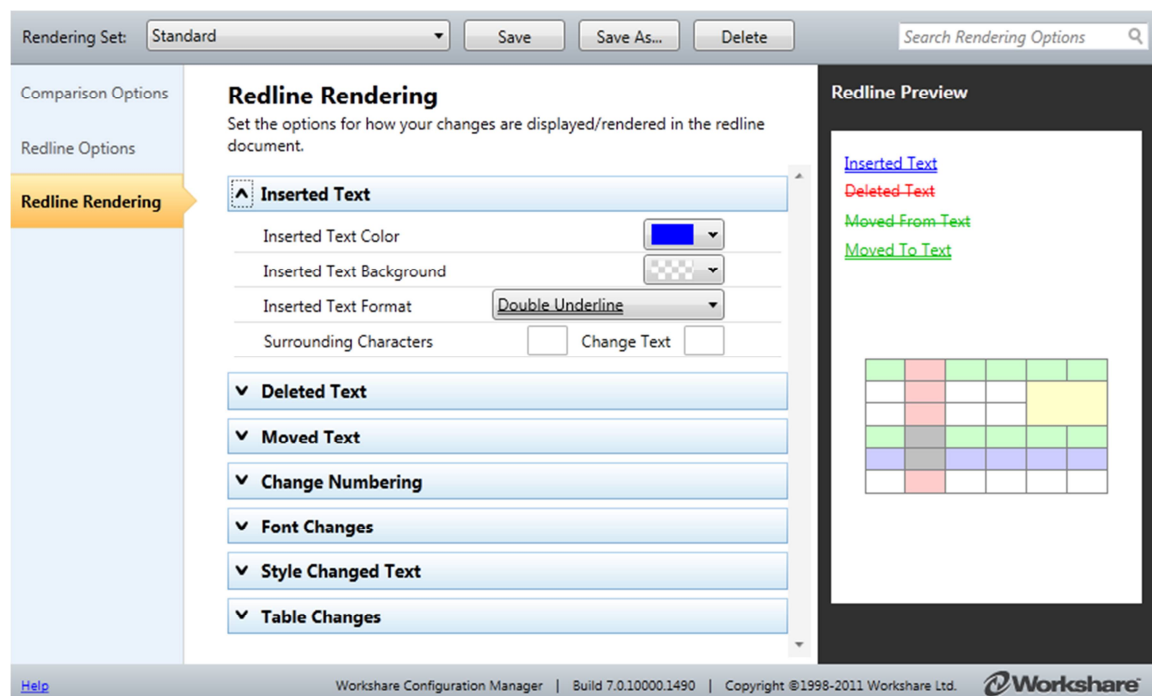 Rendering Set: Standard Save Save As... Delete Search Rendering Options
Comparison Options
Redline Options
Redline Rendering
Redline Rendering
Set the options for how your changes are displayed/rendered in the redline
document.
Inserted Text
Inserted Text Color
Inserted Text Background
Inserted Text Format Double Underline
Surrounding Characters Change Text
Deleted Text
Moved Text
Change Numbering
Font Changes
Style Changed Text
Table Changes
Redline Preview
Inserted Text
Deleted Text
Moved From Text
Moved To Text
Help Workshare Configuration Manager | Build 7.0.10000.1490 | Copyright ©1998-2011 Workshare Ltd. Workshare